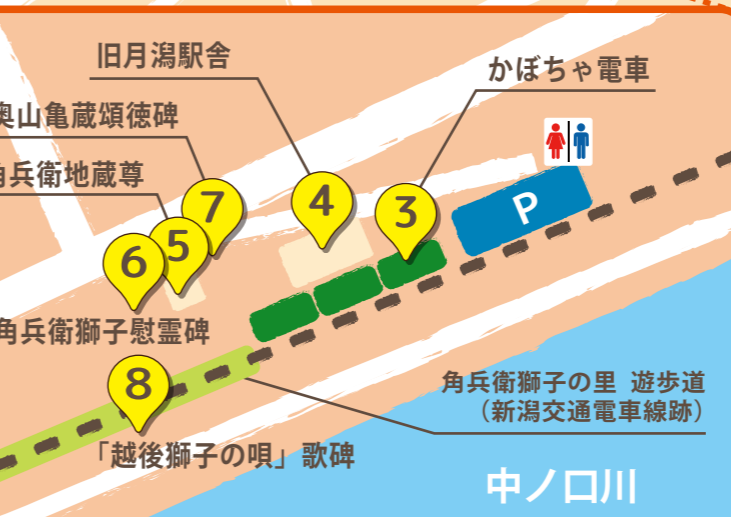 旧月潟駅舎
かぼちゃ電車
奥山亀蔵頌徳碑
角兵衛地蔵尊
7
4
3
P
5
6
角兵衛獅子慰霊碑
8
角兵衛獅子の里 遊歩道
（新潟交通電車線跡）
「越後獅子の唄」歌碑
中ノ口川